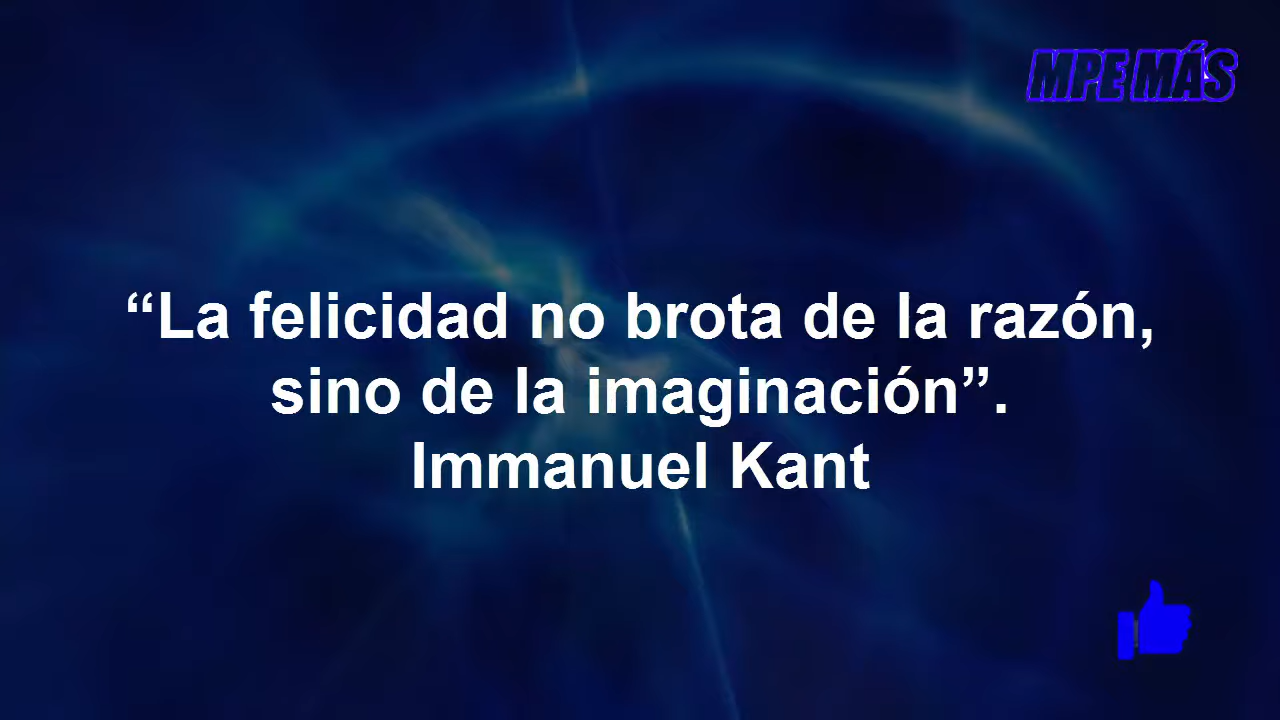 MPE MÁS
“La felicidad no brota de la razón,
sino de la imaginación”.
Immanuel Kant